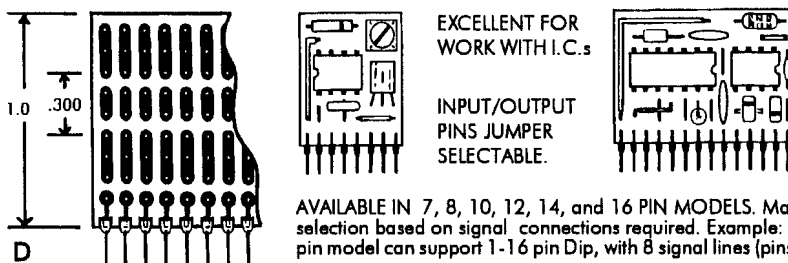 1.0
.300
D
EXCELLENT FOR
WORK WITH I.C.s
INPUT/OUTPUT
PINS JUMPER
SELECTABLE.
AVAILABLE IN 7, 8, 10, 12, 14, and 16 PIN MODELS.
selection based on signal connections required. Example:
pin model can support 1-16 pin Dip, with 8 signal lines